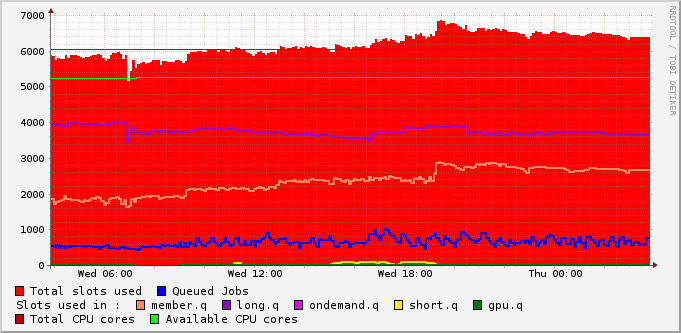 7000
6000
5000
4000
3000
2000
1000
0
Wed 06:00 Wed 12:00 Wed 18:00 Thu 00:00
Total slots used Queued Jobs
Slots used in : member.q long.q ondemand.q short.q gpu.q
Total CPU cores Available CPU cores
RRDTOOL / TOBI OETIKER